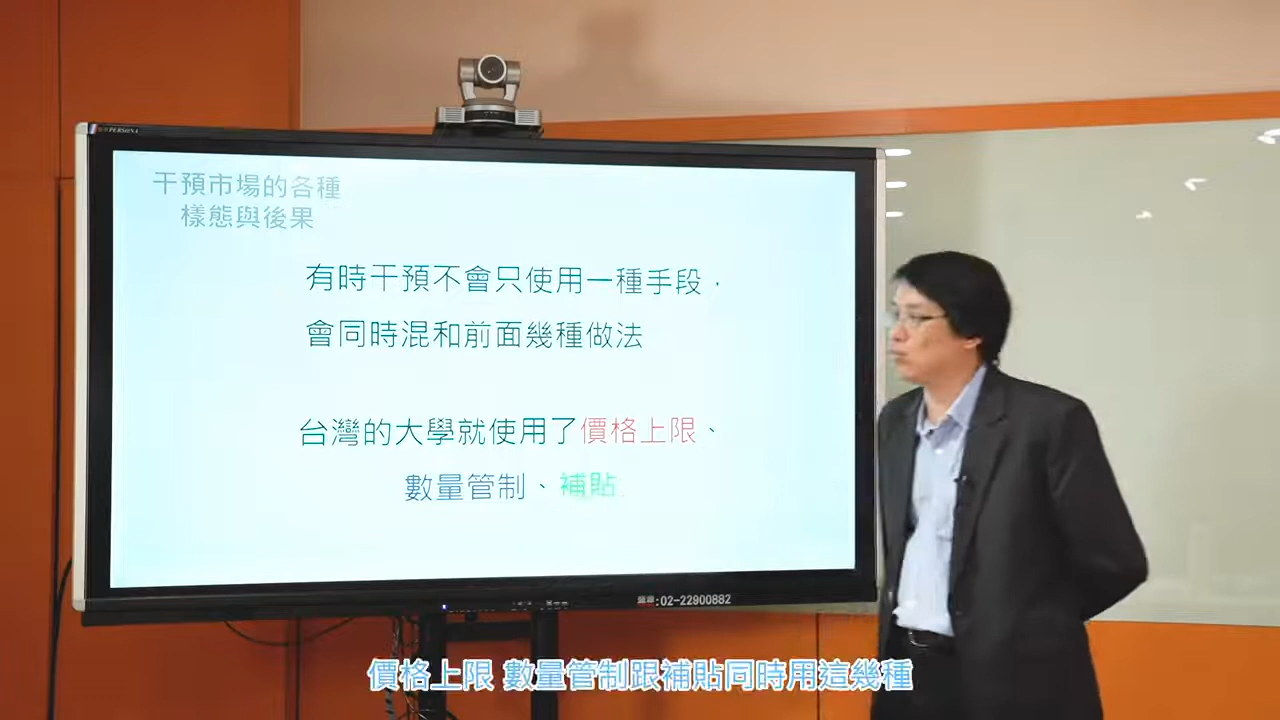 PERSONA
干預市場的各種
樣態與後果
有時干預不會只使用一種手段，
會同時混和前面幾種做法
台灣的大學就使用了價格上限、
數量管制、補貼
:02-22900882
價格上限 數量管制跟補貼同時用這幾種